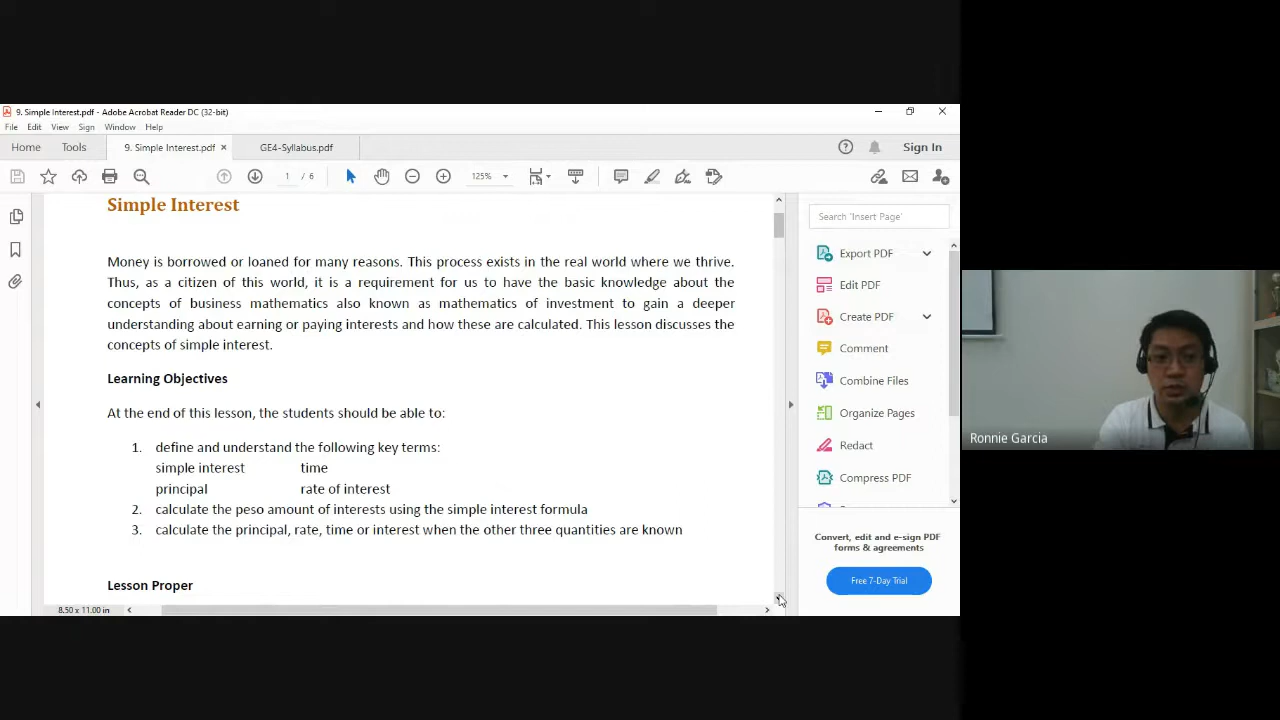 9. Simple Interest.pdf - Adobe Acrobat Reader DC (32-bit)
File Edit View Sign Window Help
Home Tools 9. Simple Interest.pdf × GE4-Syllabus.pdf Sign In
1 / 6 125%
Simple Interest
Money is borrowed or loaned for many reasons. This process exists in the real world where we thrive.
Thus, as a citizen of this world, it is a requirement for us to have the basic knowledge about the
concepts of business mathematics also known as mathematics of investment to gain a deeper
understanding about earning or paying interests and how these are calculated. This lesson discusses the
concepts of simple interest.
Learning Objectives
At the end of this lesson, the students should be able to:
1. define and understand the following key terms:
simple interest time
principal rate of interest
2. calculate the peso amount of interests using the simple interest formula
3. calculate the principal, rate, time or interest when the other three quantities are known
Lesson Proper
8.50 x 11.00 in
Search 'Insert Page'
Export PDF
Edit PDF
Create PDF
Comment
Combine Files
Organize Pages
Redact
Compress PDF
Convert, edit and e-sign PDF
forms & agreements
Free 7-Day Trial
Ronnie Garcia